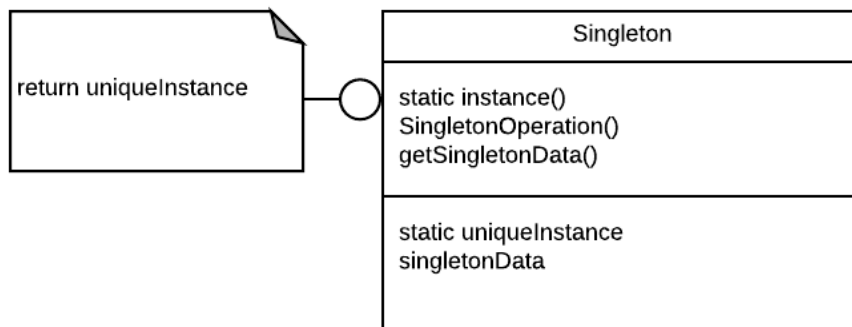 Singleton
return uniqueInstance
static instance()
SingletonOperation()
getSingletonData()
static uniqueInstance
singletonData